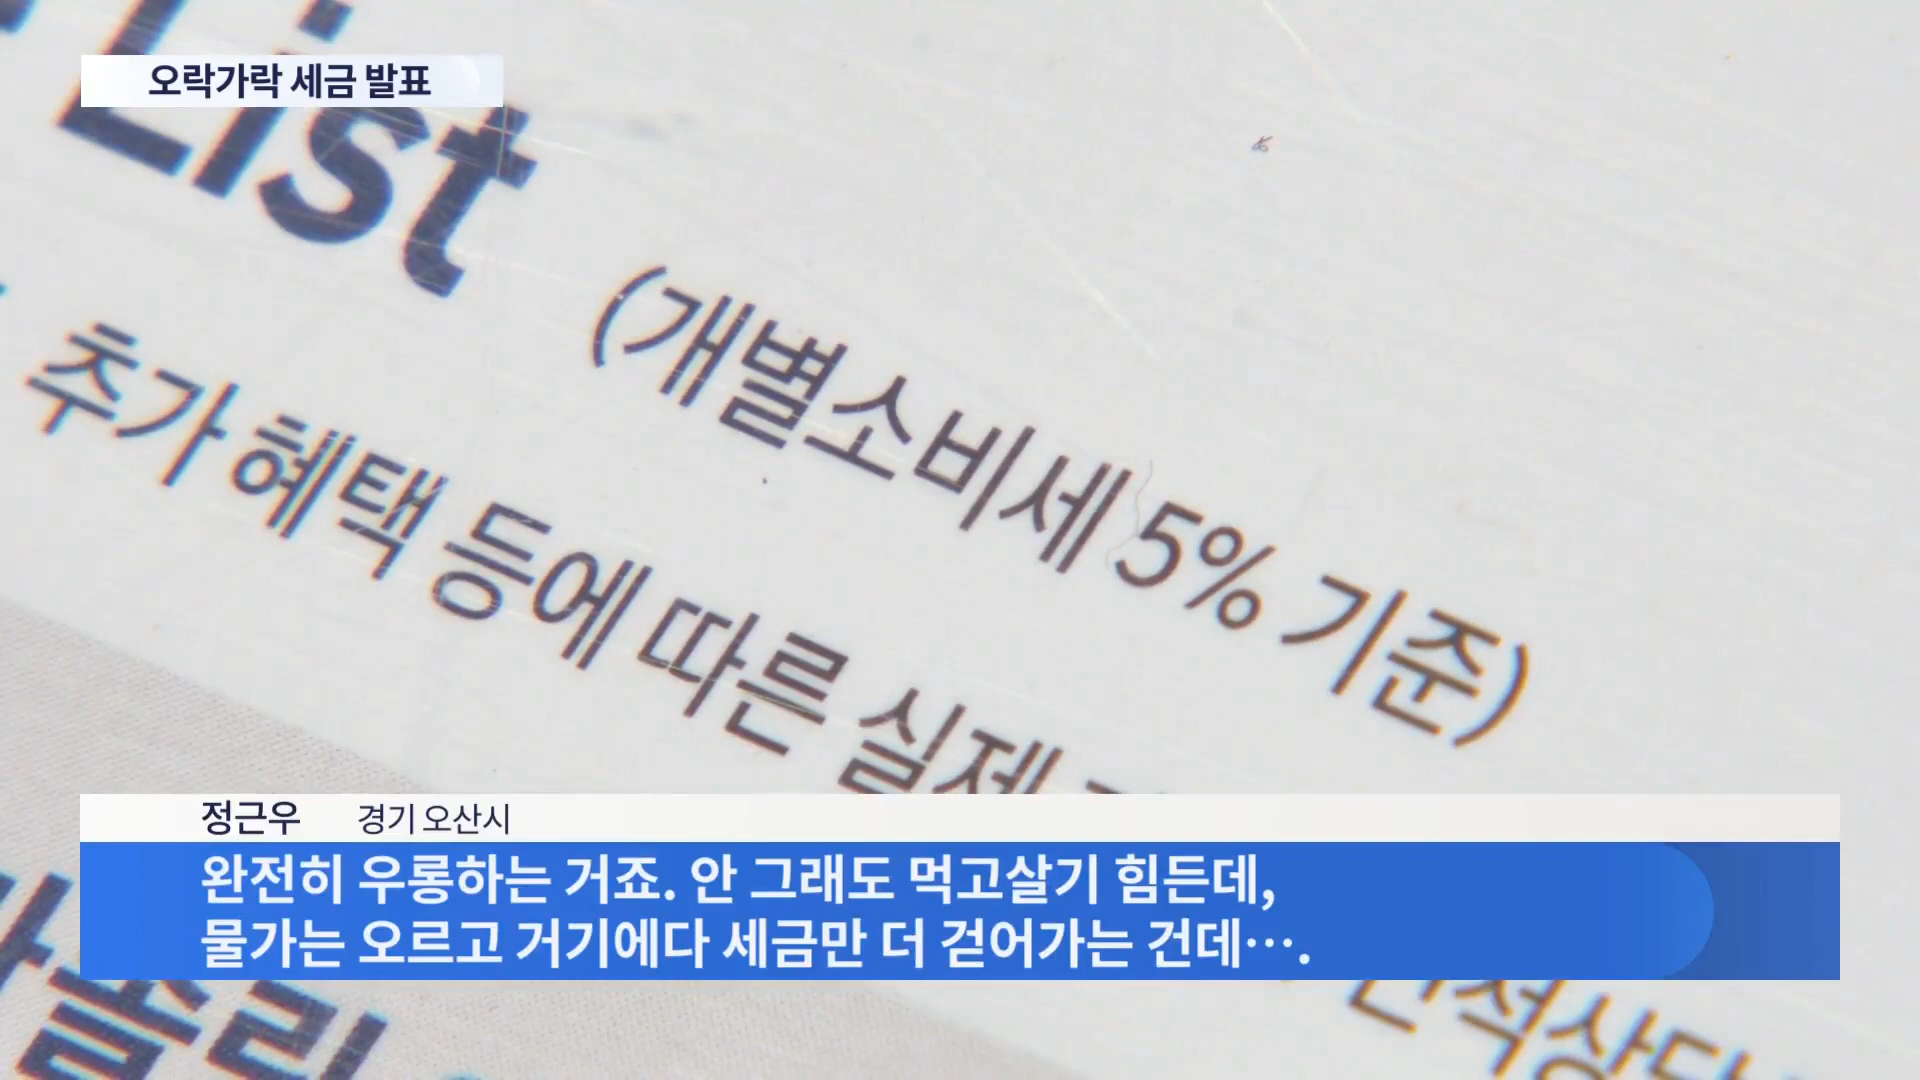 오락가락 세금 발표
List
(개별소비세 5% 기준)
추가 혜택 등에 따른 실제
정근우 경기 오산시
완전히 우롱하는 거죠. 안 그래도 먹고살기 힘든데,
물가는 오르고 거기에다 세금만 더 걷어가는 건데….